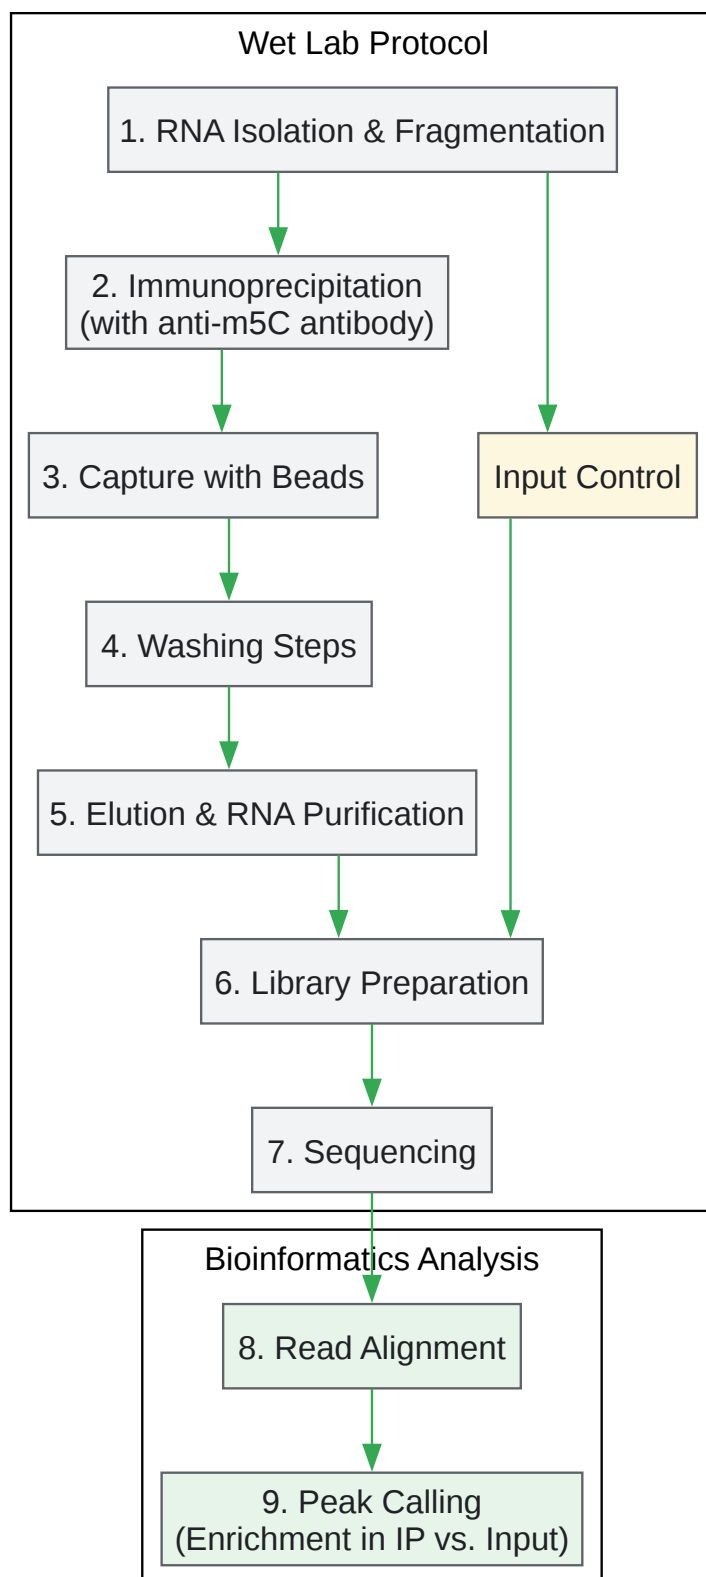 Wet Lab Protocol
1. RNA Isolation & Fragmentation
2. Immunoprecipitation
(with anti-m5C antibody)
3. Capture with Beads
Input Control
4. Washing Steps
5. Elution & RNA Purification
6. Library Preparation
7. Sequencing
Bioinformatics Analysis
8. Read Alignment
9. Peak Calling
(Enrichment in IP vs. Input)